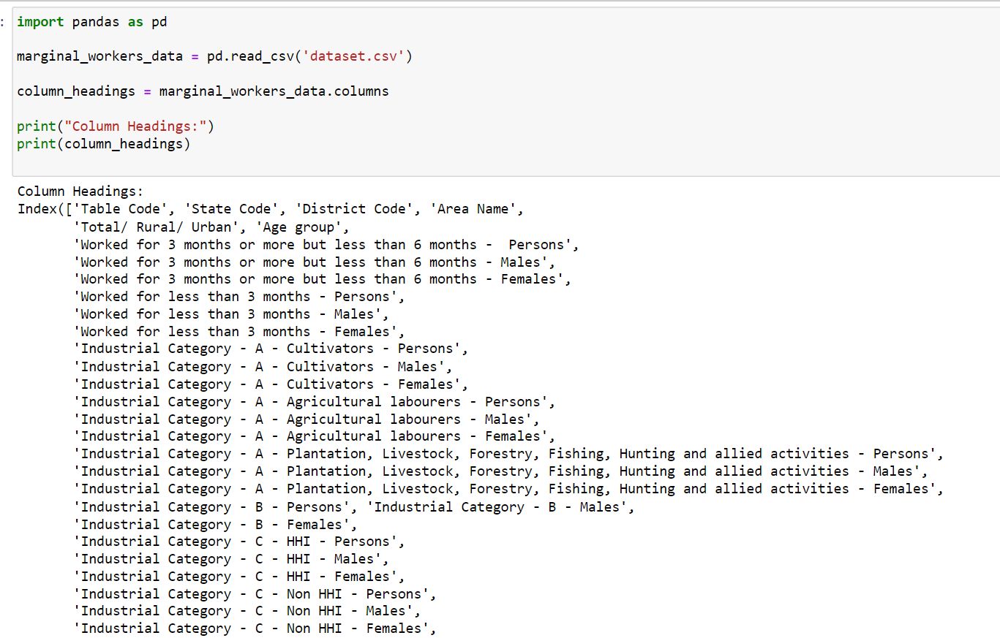 :
import pandas as pd
marginal_workers_data = pd.read_csv('dataset.csv')
column_headings = marginal_workers_data.columns
print("Column Headings:")
print(column_headings)
Column Headings:
Index(['Table Code', 'State Code', 'District Code', 'Area Name',
'Total/ Rural/ Urban', 'Age group',
'Worked for 3 months or more but less than 6 months -  Persons',
'Worked for 3 months or more but less than 6 months - Males',
'Worked for 3 months or more but less than 6 months - Females',
'Worked for less than 3 months - Persons',
'Worked for less than 3 months - Males',
'Worked for less than 3 months - Females',
'Industrial Category - A - Cultivators - Persons',
'Industrial Category - A - Cultivators - Males',
'Industrial Category - A - Cultivators - Females',
'Industrial Category - A - Agricultural labourers - Persons',
'Industrial Category - A - Agricultural labourers - Males',
'Industrial Category - A - Agricultural labourers - Females',
'Industrial Category - A - Plantation, Livestock, Forestry, Fishing, Hunting and allied activities - Persons',
'Industrial Category - A - Plantation, Livestock, Forestry, Fishing, Hunting and allied activities - Males',
'Industrial Category - A - Plantation, Livestock, Forestry, Fishing, Hunting and allied activities - Females',
'Industrial Category - B - Persons', 'Industrial Category - B - Males',
'Industrial Category - B - Females',
'Industrial Category - C - HHI - Persons',
'Industrial Category - C - HHI - Males',
'Industrial Category - C - HHI - Females',
'Industrial Category - C - Non HHI - Persons',
'Industrial Category - C - Non HHI - Males',
'Industrial Category - C - Non HHI - Females',